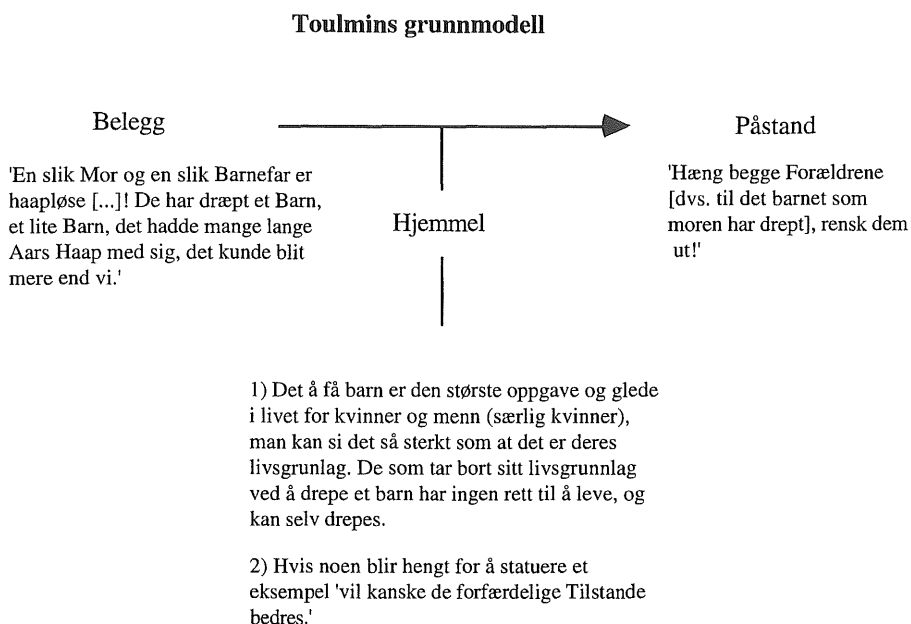 Toulmins grunnmodell
Belegg
Påstand
'En slik Mor og en slik Barnefar er
haapløse [...]! De har dræpt et Barn,
et lite Barn, det hadde mange lange
Aars Haap med sig, det kunde blit
mere end vi.'
Hjemmel
'Hæng begge Forældrene
[dvs. til det barnet som
moren har drept], rensk dem
ut!'
1) Det å få barn er den største oppgave og glede
i livet for kvinner og menn (særlig kvinner),
man kan si det så sterkt som at det er deres
livsgrunlag. De som tar bort sitt livsgrunnlag
ved å drepe et barn har ingen rett til å leve, og
kan selv drepes.
2) Hvis noen blir hengt for å statuere et
eksempel 'vil kanske de forfærdelige Tilstande
bedres.'